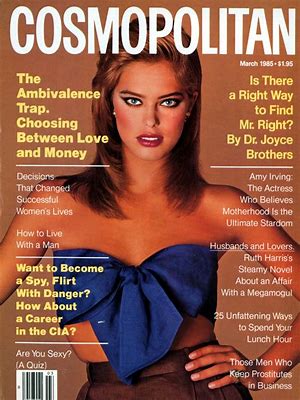 COSMOPOLITAN
March 1985 • $1.95
The
Ambivalence
Trap.
Choosing
Between Love
and Money
Decisions
That Changed
Successful
Women's Lives
How to Live
With a Man
Want to Become
a Spy, Flirt
With Danger?
How About
a Career
in the CIA?
Are You Sexy?
(A Quiz)
Is There
a Right Way
to Find
Mr. Right?
By Dr. Joyce
Brothers
Amy Irving:
The Actress
Who Believes
Motherhood Is the
Ultimate Stardom
Husbands and Lovers,
Ruth Harris's
Steamy Novel
About an Affair
With a Megamogul
25 Unfattening Ways
to Spend Your
Lunch Hour
Those Men Who
Keep Prostitutes
in Business